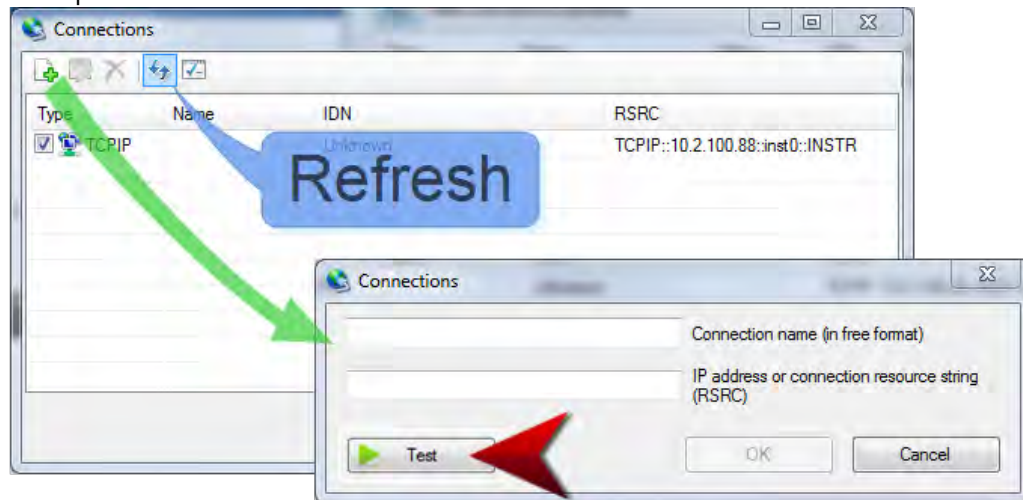 Connections
Type Name IDN RSRC
TCPIP Unknown TCPIP::10.2.100.88::inst0::INSTR
Refresh
Connections
Connection name (in free format)
IP address or connection resource string
(RSRC)
Test OK Cancel